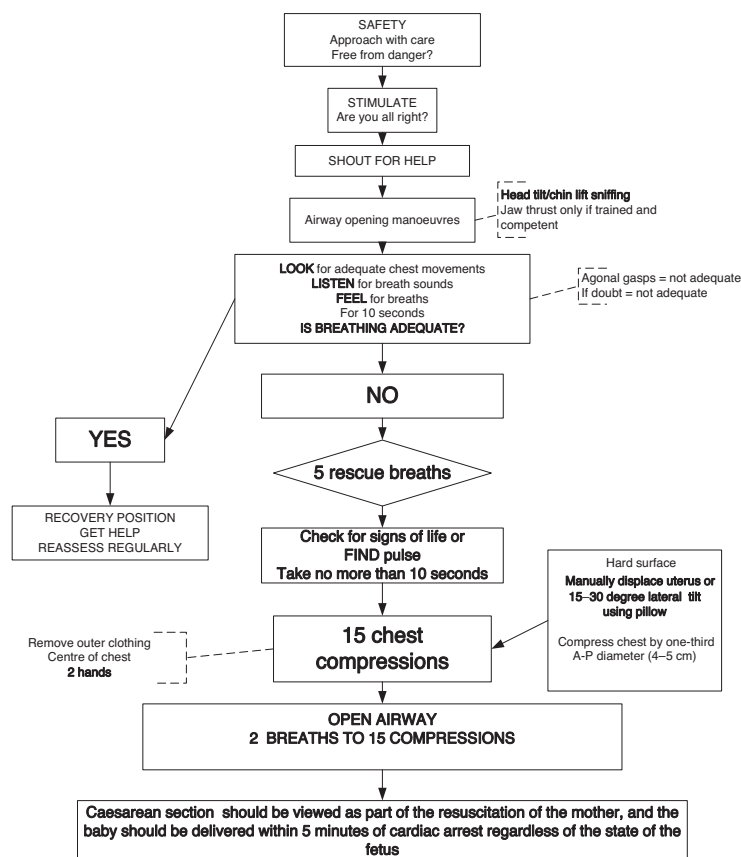 SAFETY
Approach with care
Free from danger?
STIMULATE
Are you all right?
SHOUT FOR HELP
Airway opening manoeuvres
Head tilt/chin lift sniffing
Jaw thrust only if trained and
competent
LOOK for adequate chest movements
LISTEN for breath sounds
FEEL for breaths
For 10 seconds
IS BREATHING ADEQUATE?
Agonal gasps = not adequate
If doubt = not adequate
NO
YES
5 rescue breaths
RECOVERY POSITION
GET HELP
REASSESS REGULARLY
Check for signs of life or
FIND pulse
Take no more than 10 seconds
Hard surface
Manually displace uterus or
15–30 degree lateral tilt
using pillow
Compress chest by one-third
A-P diameter (4–5 cm)
15 chest
compressions
Remove outer clothing
Centre of chest
2 hands
OPEN AIRWAY
2 BREATHS TO 15 COMPRESSIONS
Caesarean section should be viewed as part of the resuscitation of the mother, and the
baby should be delivered within 5 minutes of cardiac arrest regardless of the state of the
fetus